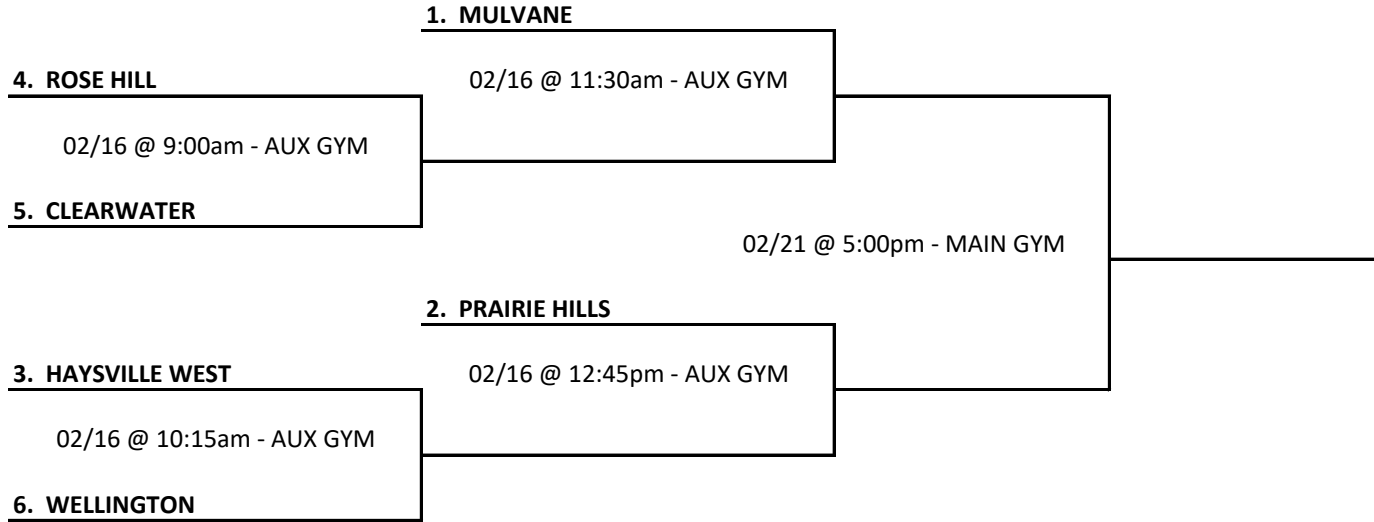 1. MULVANE
4. ROSE HILL
02/16 @ 11:30am - AUX GYM
02/16 @ 9:00am - AUX GYM
5. CLEARWATER
02/21 @ 5:00pm - MAIN GYM
2. PRAIRIE HILLS
3. HAYSVILLE WEST
02/16 @ 12:45pm - AUX GYM
02/16 @ 10:15am - AUX GYM
6. WELLINGTON